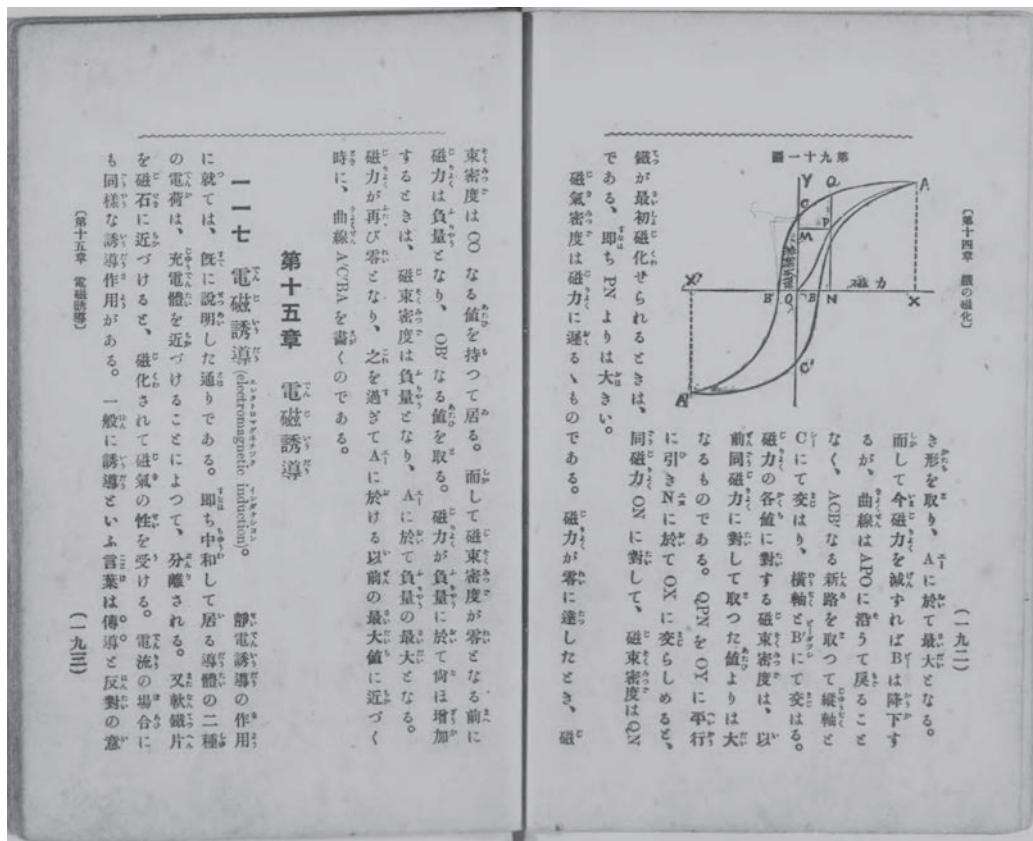 〔第十四章 鐵の磁化〕
(一九二)
き形を取り、Aに於て最大となる。
而して今磁力を減ずればBは降下す
るが、曲線はAPOに沿うて戻ること
なく、ACB'なる新路を取つて縱軸と
Cにて交はり、橫軸とB'にて交はる。
磁力の各値に對する磁束密度は、以
前同磁力に對して取つた値よりは大
なるものである。QPNをOYに平行
に引きNに於てOXに交らしめると、
同磁力ONに對して、磁束密度はQN
第九十一圖
Y
Q
A
C
P
M
磁束密度
X'
B'
O
B
N
磁力
X
C'
A'
鐵が最初磁化せられるときは、
である、即ちPNよりは大きい。
磁氣密度は磁力に遲るゝものである。磁力が零に達したとき、磁
束密度はCOなる値を持つて居る。而して磁束密度が零となる前に
磁力は負量となり、OB'なる値を取る。磁力が負量に於て尙ほ增加
するときは、磁束密度は負量となり、A'に於て負量の最大となる。
磁力が再び零となり、之を過ぎてAに於ける以前の最大値に近づく
時に、曲線A'C'BAを畫くのである。
第十五章 電磁誘導
一一七 電磁誘導(electromagnetic induction)。 靜電誘導の作用
に就ては、旣に說明した通りである。卽ち中和して居る導體の二種
の電荷は、充電體を近づけることによつて、分離される。又軟鐵片
を磁石に近づけると、磁化されて磁氣の性を受ける。電流の場合に
も同樣な誘導作用がある。一般に誘導といふ言葉は傳導と反對の意
〔第十五章 電磁誘導〕
(一九三)